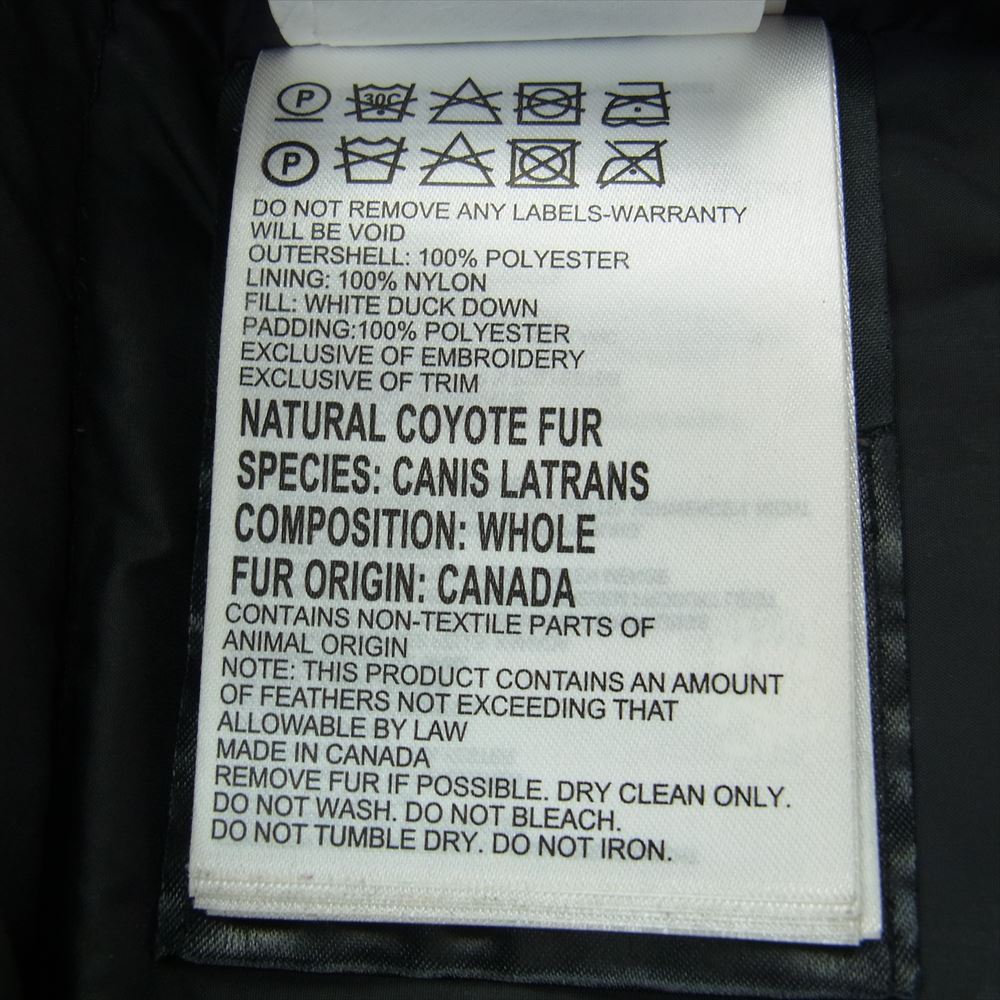 P 30C
P
DO NOT REMOVE ANY LABELS-WARRANTY
WILL BE VOID
OUTERSHELL: 100% POLYESTER
LINING: 100% NYLON
FILL: WHITE DUCK DOWN
PADDING:100% POLYESTER
EXCLUSIVE OF EMBROIDERY
EXCLUSIVE OF TRIM
NATURAL COYOTE FUR
SPECIES: CANIS LATRANS
COMPOSITION: WHOLE
FUR ORIGIN: CANADA
CONTAINS NON-TEXTILE PARTS OF
ANIMAL ORIGIN
NOTE: THIS PRODUCT CONTAINS AN AMOUNT
OF FEATHERS NOT EXCEEDING THAT
ALLOWABLE BY LAW
MADE IN CANADA
REMOVE FUR IF POSSIBLE. DRY CLEAN ONLY.
DO NOT WASH. DO NOT BLEACH.
DO NOT TUMBLE DRY. DO NOT IRON.